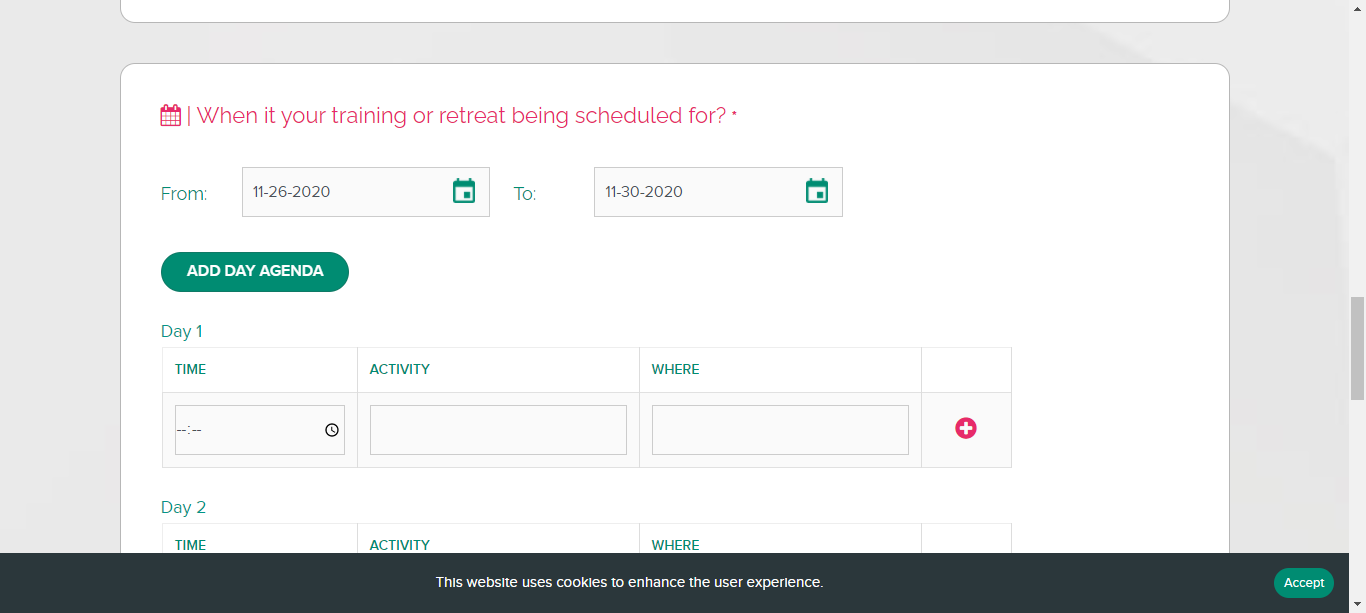 | When it your training or retreat being scheduled for? *
From: 11-26-2020 To: 11-30-2020
ADD DAY AGENDA
Day 1
TIME ACTIVITY WHERE
--:--
Day 2
TIME ACTIVITY WHERE
This website uses cookies to enhance the user experience. Accept